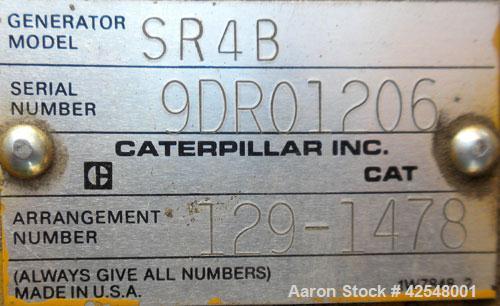 GENERATOR
MODEL SR4B
SERIAL
NUMBER 9DR01206
CATERPILLAR INC.
CAT
ARRANGEMENT
NUMBER 129-1478
(ALWAYS GIVE ALL NUMBERS)
MADE IN U.S.A.
Aaron Stock # 42548001